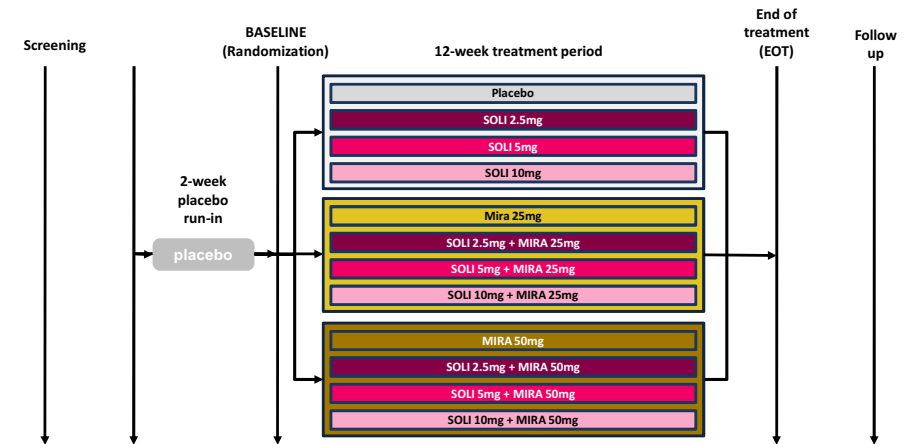 Screening
BASELINE
(Randomization)
12-week treatment period
End of
treatment
(EOT)
Follow
up
2-week
placebo
run-in
placebo
Placebo
SOLI 2.5mg
SOLI 5mg
SOLI 10mg
Mira 25mg
SOLI 2.5mg + MIRA 25mg
SOLI 5mg + MIRA 25mg
SOLI 10mg + MIRA 25mg
MIRA 50mg
SOLI 2.5mg + MIRA 50mg
SOLI 5mg + MIRA 50mg
SOLI 10mg + MIRA 50mg